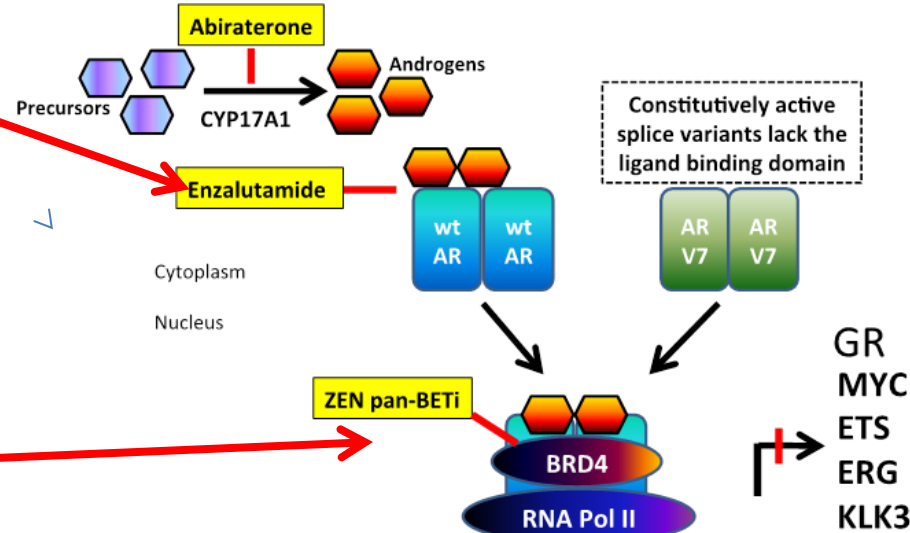 Abiraterone
Precursors
CYP17A1
Androgens
Constitutively active
splice variants lack the
ligand binding domain
Enzalutamide
wt
AR
wt
AR
AR
V7
AR
V7
Cytoplasm
Nucleus
ZEN pan-BETi
BRD4
RNA Pol II
GR
MYC
ETS
ERG
KLK3